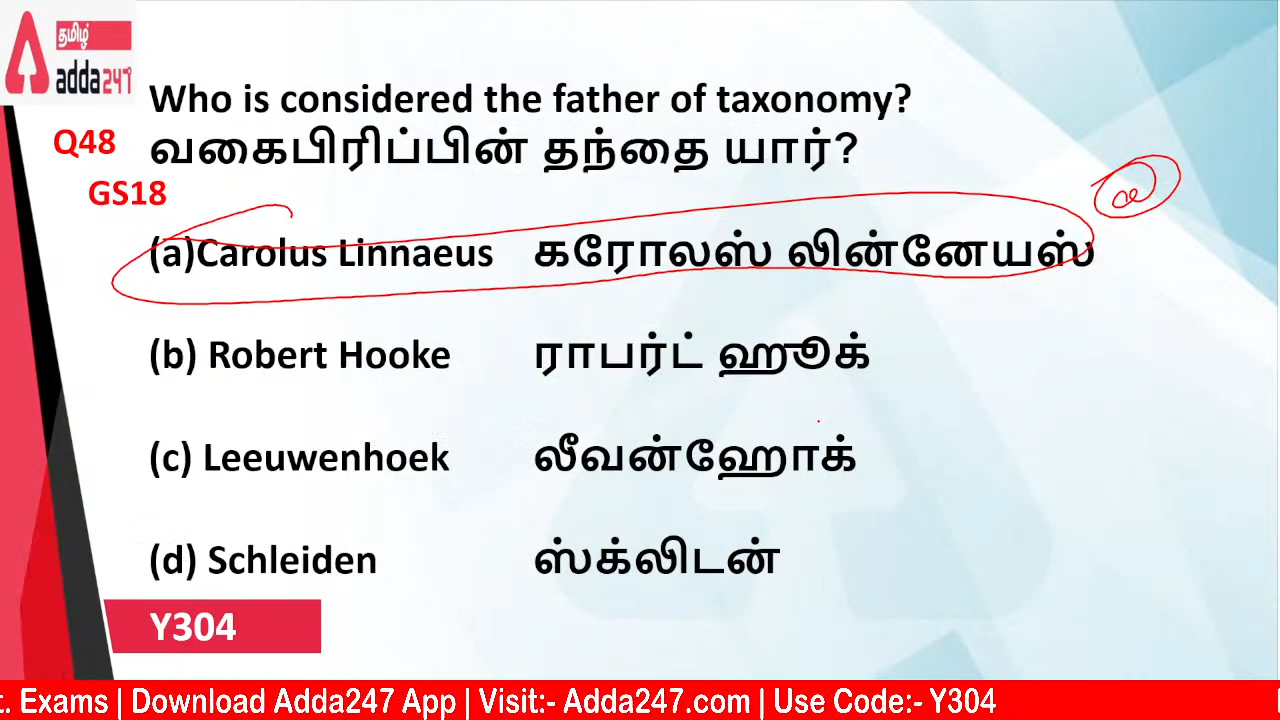 தமிழ்
adda247
Who is considered the father of taxonomy?
Q48 வகைபிரிப்பின் தந்தை யார்?
GS18
(a)Carolus Linnaeus கரோலஸ் லின்னேயஸ்
(b) Robert Hooke ராபர்ட் ஹூக்
(c) Leeuwenhoek லீவன்ஹோக்
(d) Schleiden ஸ்க்லிடன்
Y304
t. Exams | Download Adda247 App | Visit:- Adda247.com | Use Code:- Y304